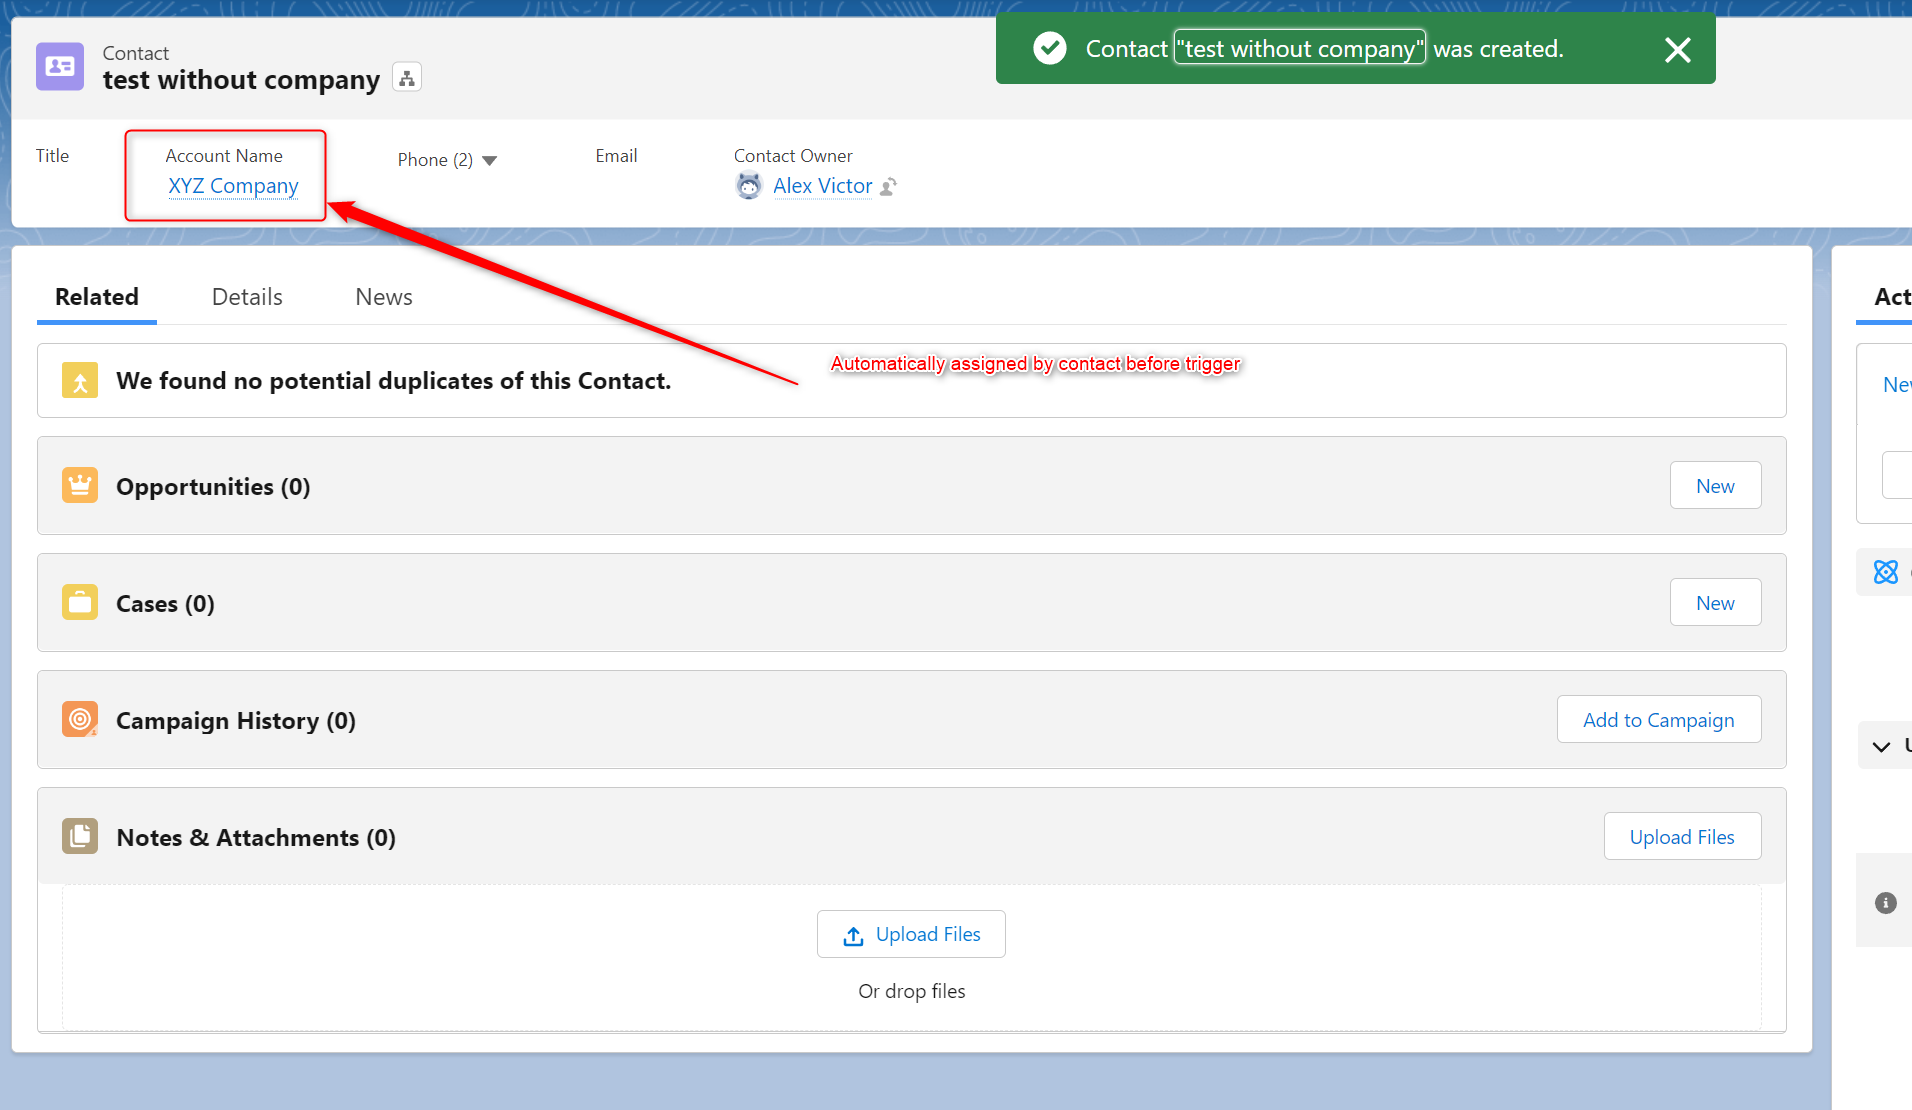 Contact
test without company
Contact "test without company" was created.
Title
Account Name
XYZ Company
Phone (2)
Email
Contact Owner
Alex Victor
Related
Details
News
Act
Automatically assigned by contact before trigger
We found no potential duplicates of this Contact.
Opportunities (0)
New
Cases (0)
New
Campaign History (0)
Add to Campaign
Notes & Attachments (0)
Upload Files
Upload Files
Or drop files